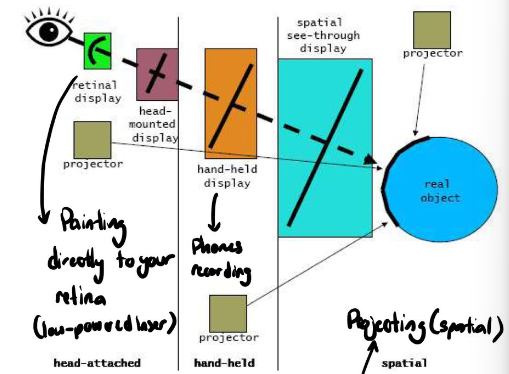 spatial
see-through
display
projector
retinal
display
head-
mounted
display
projector
hand-held
display
real
object
Painting
directly to your
retina
(low-powered laser)
Phones
recording
projector
Projecting (spatial)
head-attached
hand-held
spatial